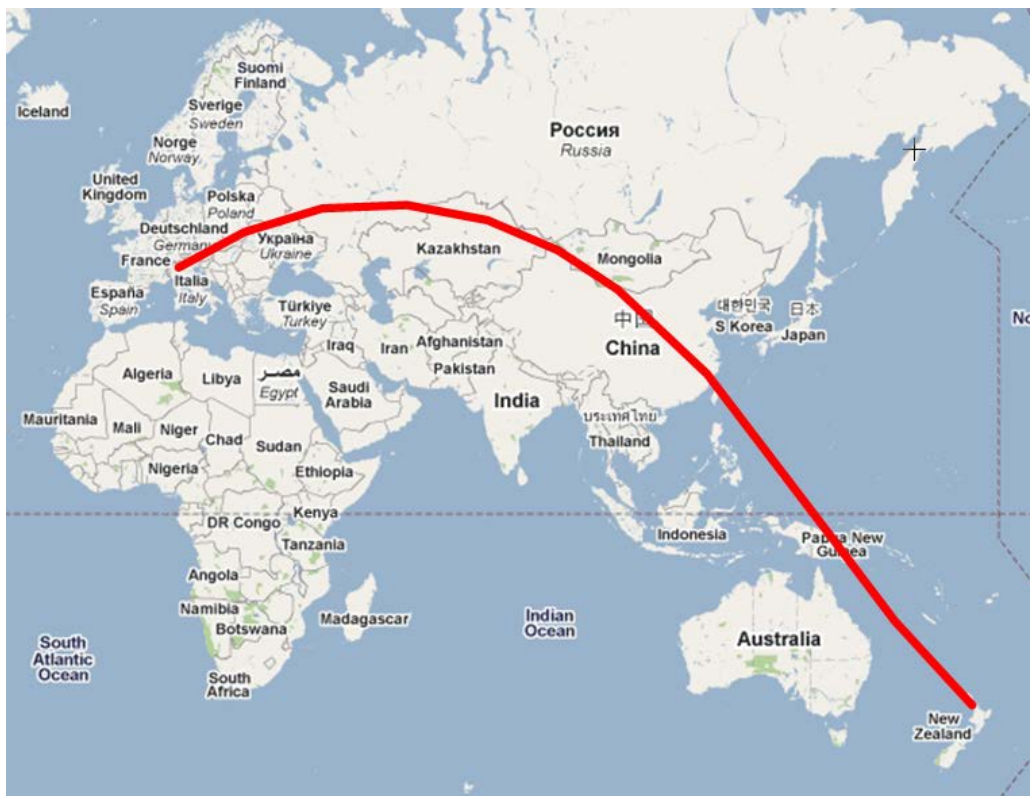 Suomi
Finland
Iceland
Sverige
Sweden
Norge
Norway
Россия
Russia
United
Kingdom
Polska
Poland
Deutschland
Germany
Україна
Ukraine
France
Kazakhstan
Mongolia
Italia
Italy
España
Spain
Türkiye
Turkey
中国
China
대한민국
S Korea
日本
Japan
No
Iraq
Iran
Afghanistan
Pakistan
Algeria
Libya
مصر
Egypt
Saudi
Arabia
India
Mauritania
Mali
Niger
Chad
Sudan
ประเทศไทย
Thailand
Nigeria
Ethiopia
DR Congo
Kenya
Tanzania
Indonesia
Papua New
Guinea
Angola
Namibia
Botswana
Madagascar
Indian
Ocean
Australia
South
Atlantic
Ocean
South
Africa
New
Zealand